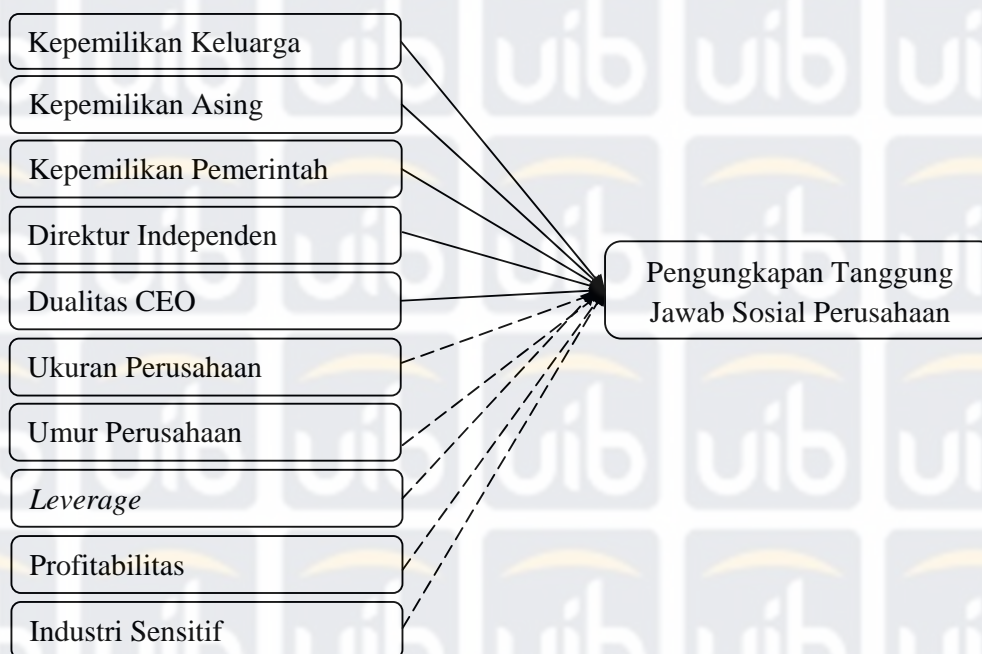 Kepemilikan Keluarga
Kepemilikan Asing
Kepemilikan Pemerintah
Direktur Independen
Dualitas CEO
Ukuran Perusahaan
Umur Perusahaan
Leverage
Profitabilitas
Industri Sensitif
Pengungkapan Tanggung
Jawab Sosial Perusahaan
uib